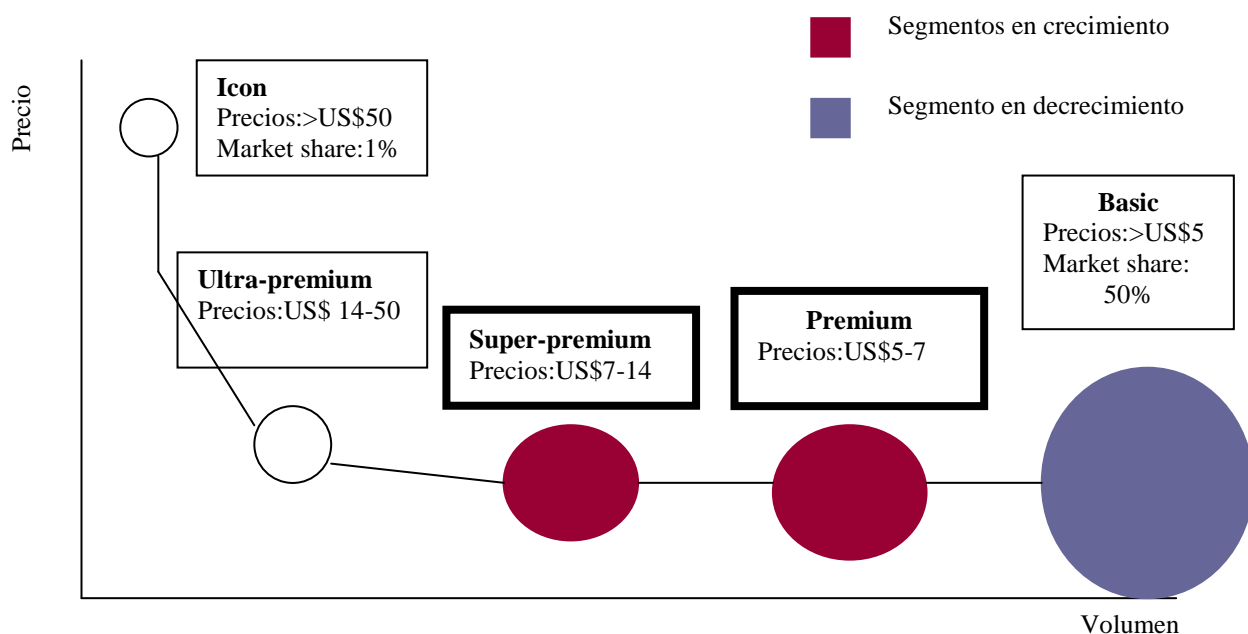 Segmentos en crecimiento
Segmento en decrecimiento
Precio
Icon
Precios:>US$50
Market share:1%
Ultra-premium
Precios:US$ 14-50
Super-premium
Precios:US$7-14
Premium
Precios:US$5-7
Basic
Precios:>US$5
Market share:
50%
Volumen